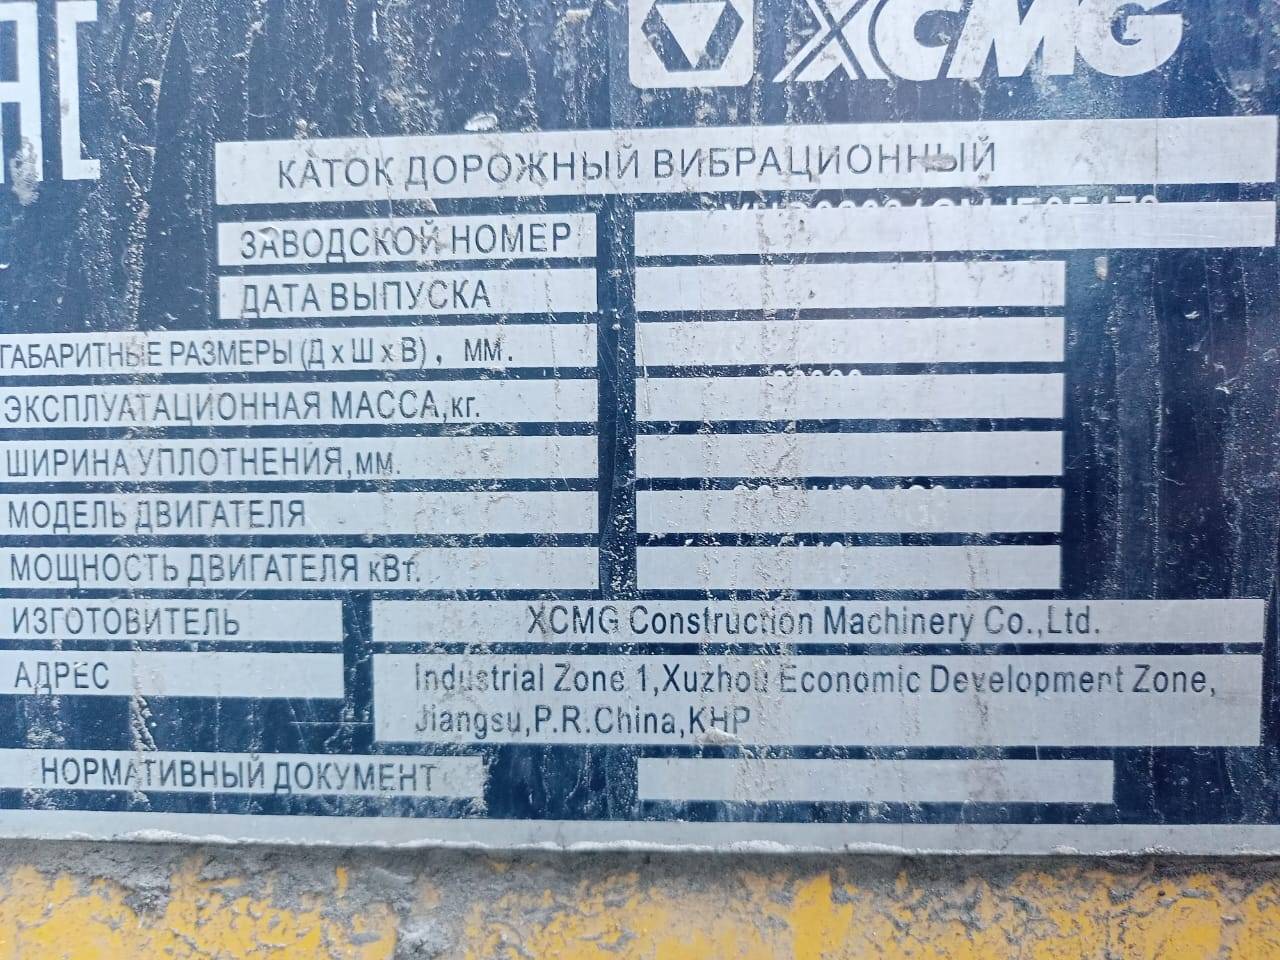 EAC
XCMG
КАТОК ДОРОЖНЫЙ ВИБРАЦИОННЫЙ
ЗАВОДСКОЙ НОМЕР
ДАТА ВЫПУСКА
ГАБАРИТНЫЕ РАЗМЕРЫ (Д x Ш x В) , ММ.
ЭКСПЛУАТАЦИОННАЯ МАССА,кг.
ШИРИНА УПЛОТНЕНИЯ,мм.
МОДЕЛЬ ДВИГАТЕЛЯ
МОЩНОСТЬ ДВИГАТЕЛЯ кВт.
ИЗГОТОВИТЕЛЬ XCMG Construction Machinery Co.,Ltd.
АДРЕС Industrial Zone 1,Xuzhou Economic Development Zone,
Jiangsu,P.R.China,КНР
НОРМАТИВНЫЙ ДОКУМЕНТ